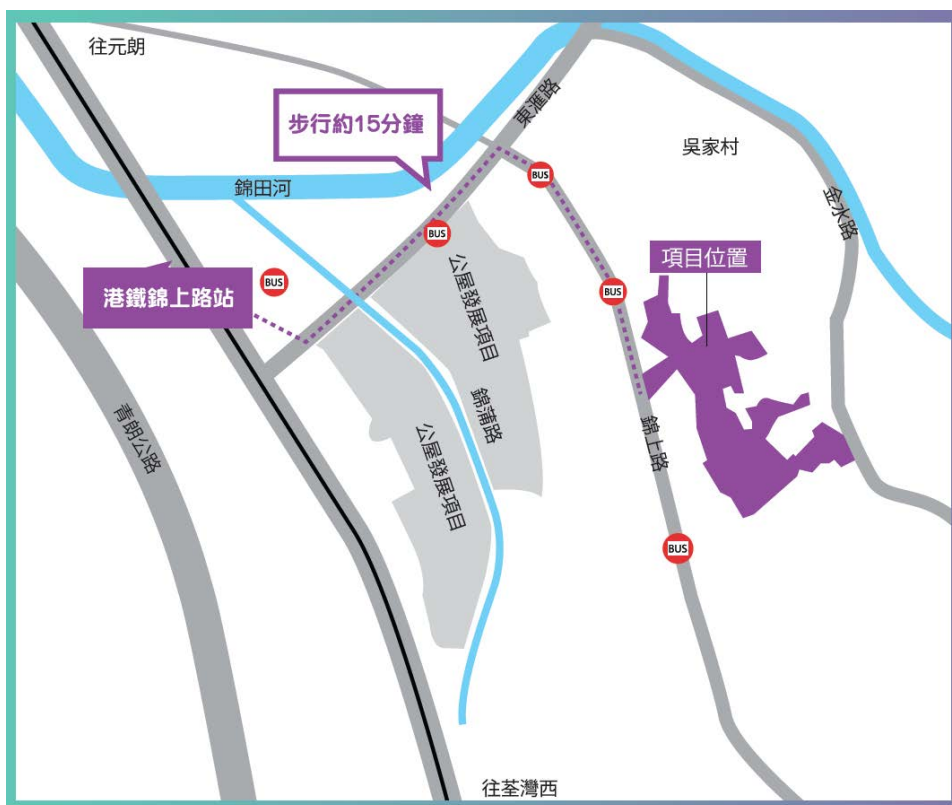 往元朗
步行約15分鐘
東滙路
吳家村
BUS
錦田河
金水路
BUS
項目位置
港鐵錦上路站
BUS
公屋發展項目
BUS
錦蒲路
青朗公路
公屋發展項目
錦上路
BUS
往荃灣西